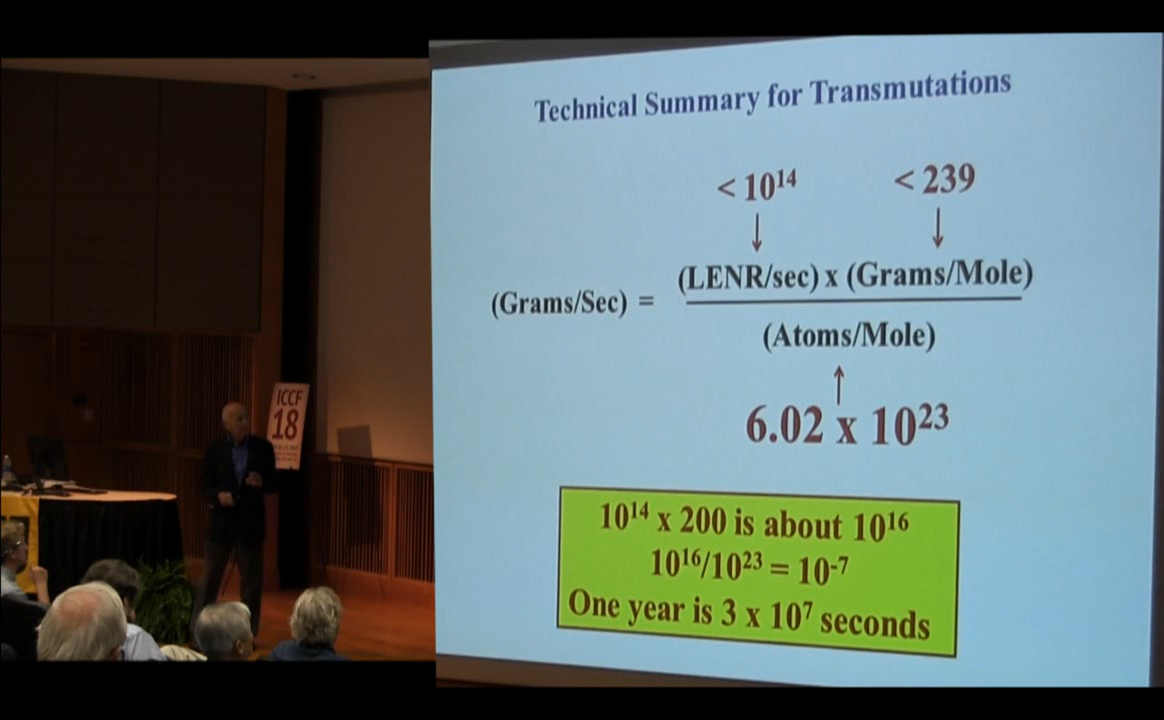 Technical Summary for Transmutations
< 10¹⁴ < 239
↓ ↓
(Grams/Sec) = (LENR/sec) x (Grams/Mole)
(Atoms/Mole)
↑
6.02 x 10²³
10¹⁴ x 200 is about 10¹⁶
10¹⁶/10²³ = 10⁻⁷
One year is 3 x 10⁷ seconds
ICCF
18